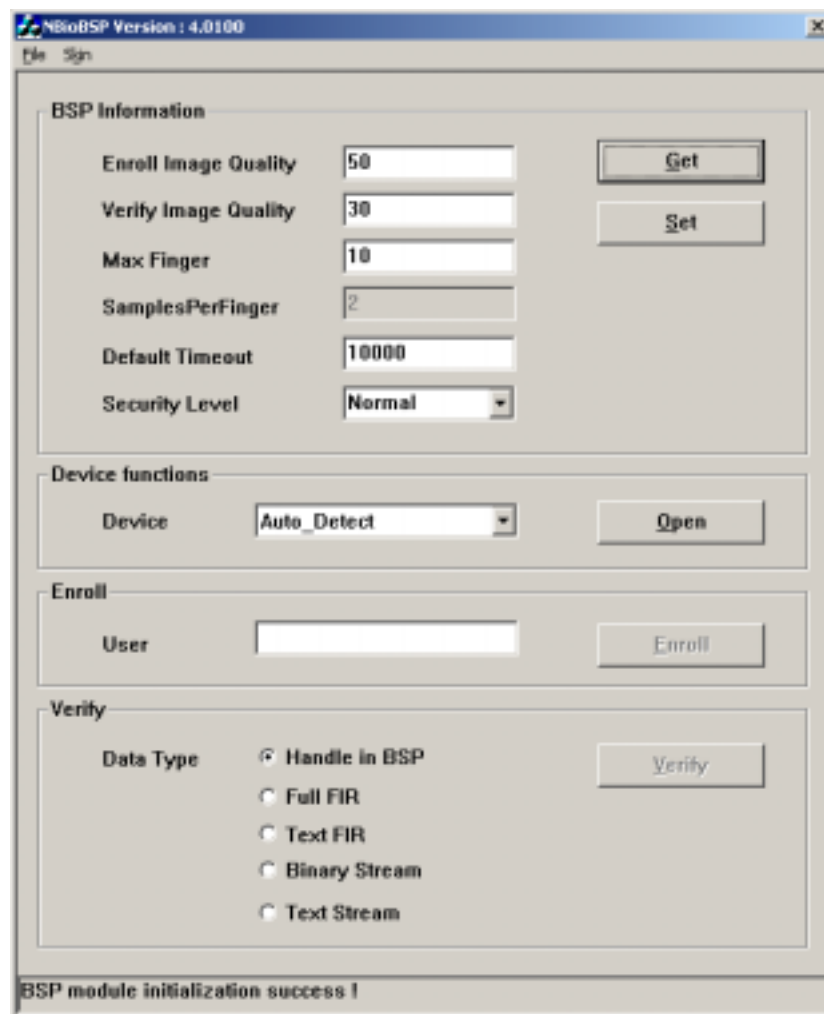 NBioBSP Version : 4.0100
File Sign
BSP Information
Enroll Image Quality 50 Get
Verify Image Quality 30 Set
Max Finger 10
SamplesPerFinger 2
Default Timeout 10000
Security Level Normal
Device functions
Device Auto_Detect Open
Enroll
User Enroll
Verify
Data Type Handle in BSP Verify
Full FIR
Text FIR
Binary Stream
Text Stream
BSP module initialization success !